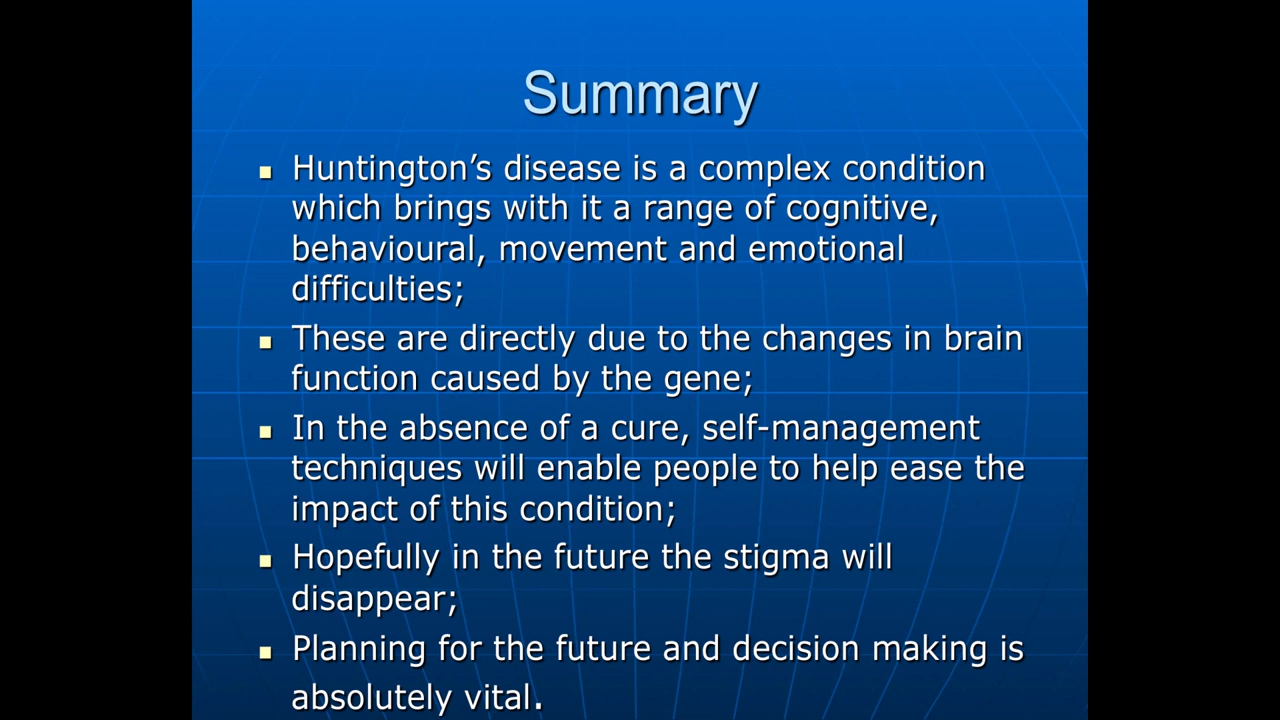 Summary
Huntington’s disease is a complex condition
which brings with it a range of cognitive,
behavioural, movement and emotional
difficulties;
These are directly due to the changes in brain
function caused by the gene;
In the absence of a cure, self-management
techniques will enable people to help ease the
impact of this condition;
Hopefully in the future the stigma will
disappear;
Planning for the future and decision making is
absolutely vital.